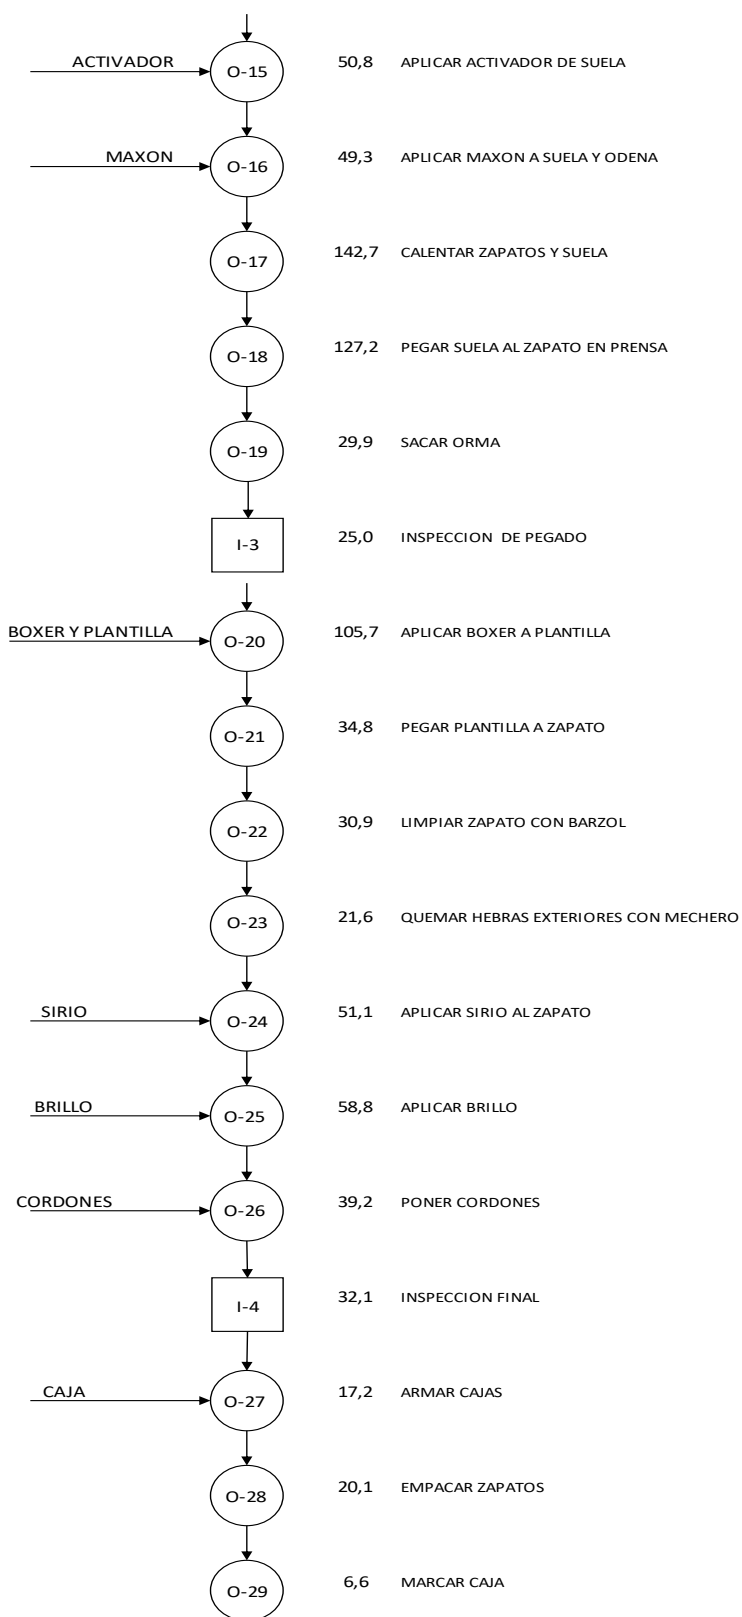 ACTIVADOR O-15 50,8 APLICAR ACTIVADOR DE SUELA
MAXON O-16 49,3 APLICAR MAXON A SUELA Y ODENA
O-17 142,7 CALENTAR ZAPATOS Y SUELA
O-18 127,2 PEGAR SUELA AL ZAPATO EN PRENSA
O-19 29,9 SACAR ORMA
I-3 25,0 INSPECCION DE PEGADO
BOXER Y PLANTILLA O-20 105,7 APLICAR BOXER A PLANTILLA
O-21 34,8 PEGAR PLANTILLA A ZAPATO
O-22 30,9 LIMPIAR ZAPATO CON BARZOL
O-23 21,6 QUEMAR HEBRAS EXTERIORES CON MECHERO
SIRIO O-24 51,1 APLICAR SIRIO AL ZAPATO
BRILLO O-25 58,8 APLICAR BRILLO
CORDONES O-26 39,2 PONER CORDONES
I-4 32,1 INSPECCION FINAL
CAJA O-27 17,2 ARMAR CAJAS
O-28 20,1 EMPACAR ZAPATOS
O-29 6,6 MARCAR CAJA